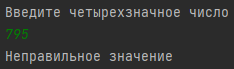 Введите четырехзначное число
795
Неправильное значение